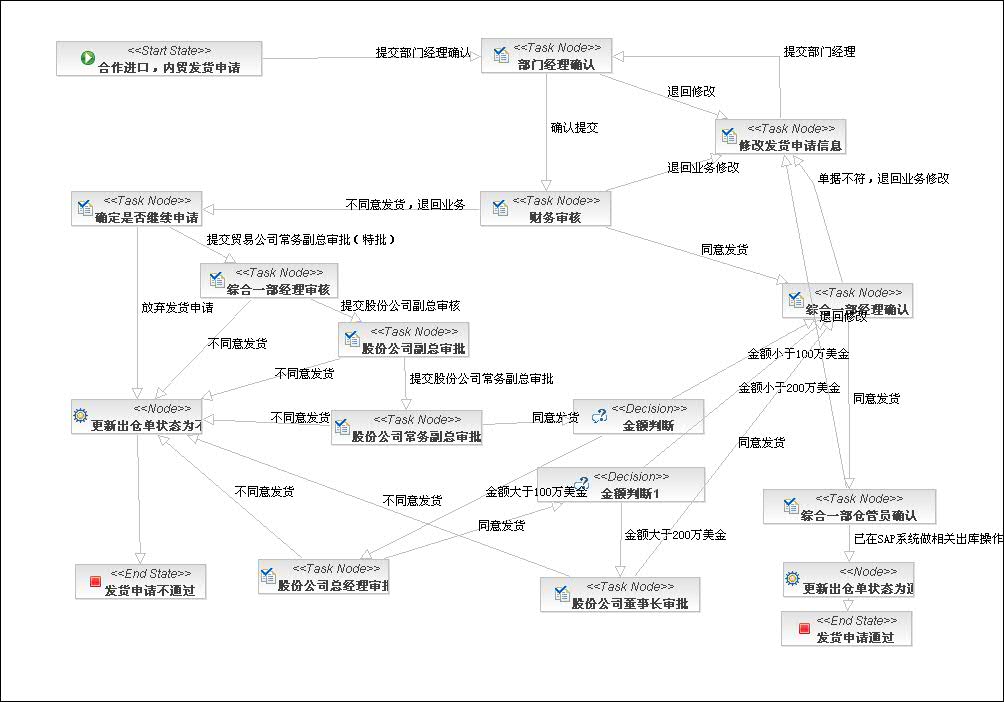 <<Start State>>
合作进口，内贸发货申请
提交部门经理确认
<<Task Node>>
部门经理确认
提交部门经理
退回修改
<<Task Node>>
修改发货申请信息
确认提交
退回业务修改
单据不符，退回业务修改
<<Task Node>>
确定是否继续申请
不同意发货，退回业务
<<Task Node>>
财务审核
提交贸易公司常务副总审批（特批）
同意发货
<<Task Node>>
综合一部经理审核
放弃发货申请
提交股份公司副总审核
<<Task Node>>
综合一部经理确认
退回修改
<<Task Node>>
股份公司副总审批
不同意发货
不同意发货
提交股份公司常务副总审批
金额小于100万美金
金额小于200万美金
同意发货
<<Node>>
更新出仓单状态为不
不同意发货
<<Task Node>>
股份公司常务副总审批
同意发货
<<Decision>>
金额判断
同意发货
<<Decision>>
金额判断1
不同意发货
不同意发货
金额大于100万美金
同意发货
金额大于200万美金
<<Task Node>>
综合一部仓管员确认
已在SAP系统做相关出库操作
<<End State>>
发货申请不通过
<<Task Node>>
股份公司总经理审批
<<Task Node>>
股份公司董事长审批
<<Node>>
更新出仓单状态为通
<<End State>>
发货申请通过